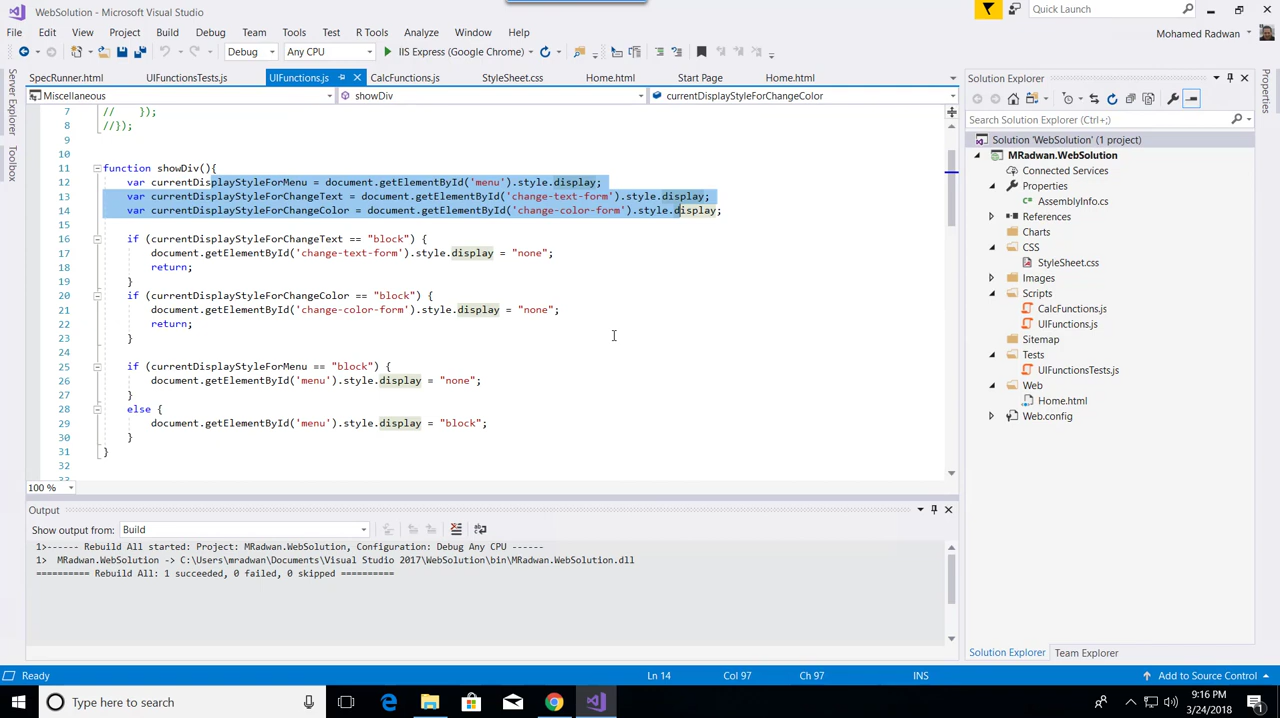 WebSolution - Microsoft Visual Studio
Quick Launch
File Edit View Project Build Debug Team Tools Test R Tools Analyze Window Help
Mohamed Radwan
Debug Any CPU IIS Express (Google Chrome)
SpecRunner.html UIFunctionsTests.js UIFunctions.js CalcFunctions.js StyleSheet.css Home.html Start Page Home.html
Miscellaneous showDiv currentDisplayStyleForChangeColor
Server Explorer
Toolbox
7 // });
8 //});
9
10
11 function showDiv(){
12 var currentDisplayStyleForMenu = document.getElementById('menu').style.display;
13 var currentDisplayStyleForChangeText = document.getElementById('change-text-form').style.display;
14 var currentDisplayStyleForChangeColor = document.getElementById('change-color-form').style.display;
15
16 if (currentDisplayStyleForChangeText == "block") {
17 document.getElementById('change-text-form').style.display = "none";
18 return;
19 }
20 if (currentDisplayStyleForChangeColor == "block") {
21 document.getElementById('change-color-form').style.display = "none";
22 return;
23 }
24
25 if (currentDisplayStyleForMenu == "block") {
26 document.getElementById('menu').style.display = "none";
27 }
28 else {
29 document.getElementById('menu').style.display = "block";
30 }
31 }
32
100 %
Output
Show output from: Build
1>------ Rebuild All started: Project: MRadwan.WebSolution, Configuration: Debug Any CPU ------
1> MRadwan.WebSolution -> C:\Users\mradwan\Documents\Visual Studio 2017\WebSolution\bin\MRadwan.WebSolution.dll
========== Rebuild All: 1 succeeded, 0 failed, 0 skipped ==========
Solution Explorer
Search Solution Explorer (Ctrl+;)
Solution 'WebSolution' (1 project)
MRadwan.WebSolution
Connected Services
Properties
AssemblyInfo.cs
References
Charts
CSS
StyleSheet.css
Images
Scripts
CalcFunctions.js
UIFunctions.js
Sitemap
Tests
UIFunctionsTests.js
Web
Home.html
Web.config
Solution Explorer Team Explorer
Properties
Ready Ln 14 Col 97 Ch 97 INS Add to Source Control
Type here to search
9:16 PM
3/24/2018
1